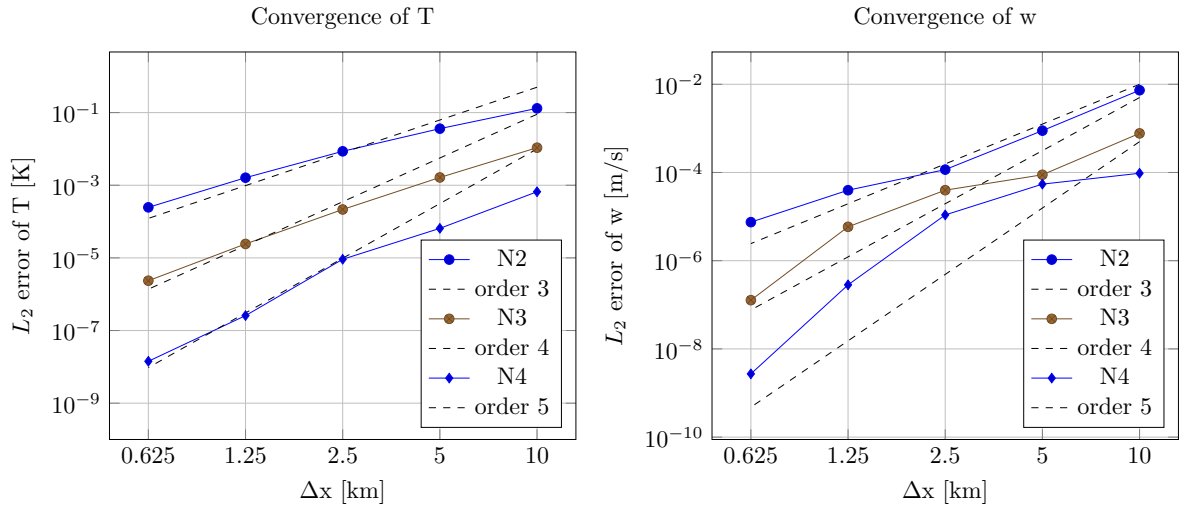 Convergence of T
10⁻¹
10⁻³
10⁻⁵
10⁻⁷
10⁻⁹
L₂ error of T [K]
0.625 1.25 2.5 5 10
Δx [km]
N2
order 3
N3
order 4
N4
order 5
Convergence of w
10⁻²
10⁻⁴
10⁻⁶
10⁻⁸
10⁻¹⁰
L₂ error of w [m/s]
0.625 1.25 2.5 5 10
Δx [km]
N2
order 3
N3
order 4
N4
order 5